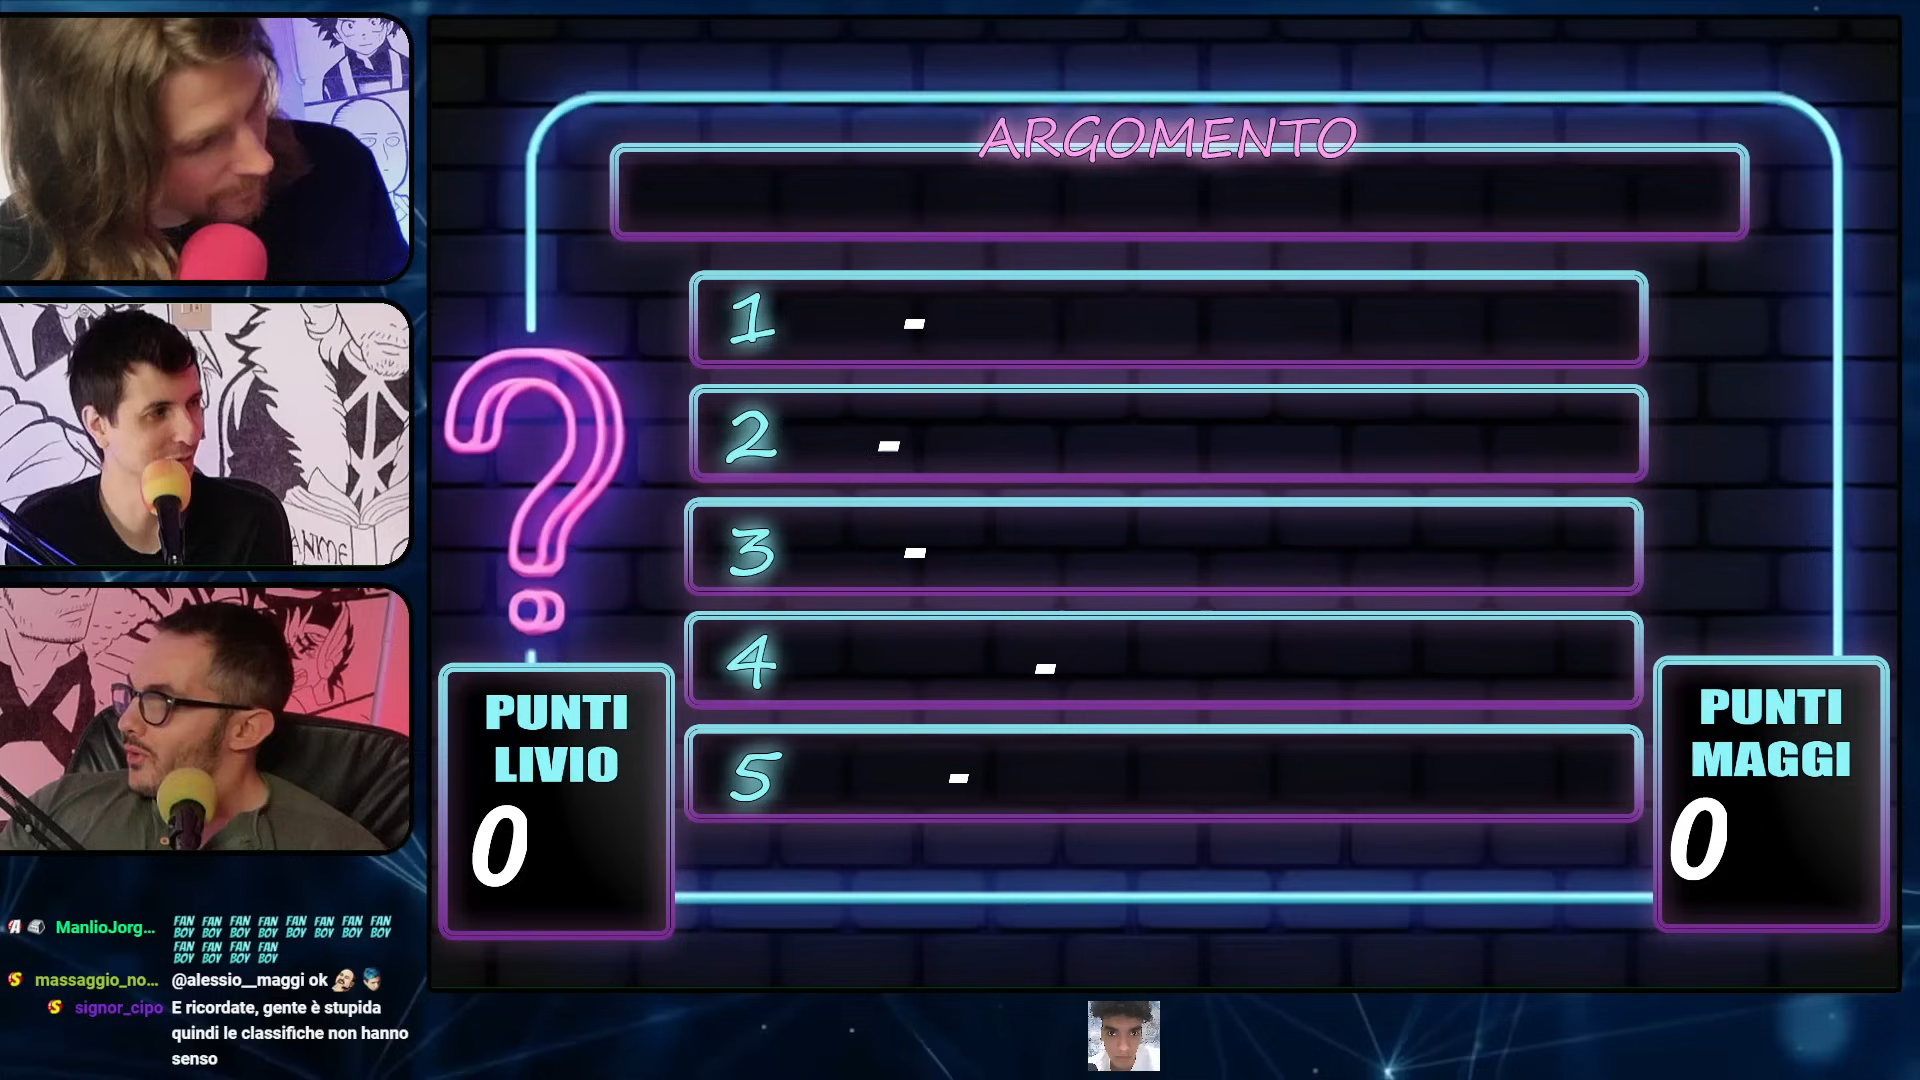 ARGOMENTO
1 -
2 -
3 -
4 -
5 -
PUNTI
LIVIO
0
PUNTI
MAGGI
0
ANIME
ManlioJorg... FAN BOY FAN BOY FAN BOY FAN BOY FAN BOY FAN BOY FAN BOY FAN BOY
FAN BOY FAN BOY FAN BOY FAN BOY
massaggio_no... @alessio__maggi ok
signor_cipo E ricordate, gente è stupida
quindi le classifiche non hanno
senso